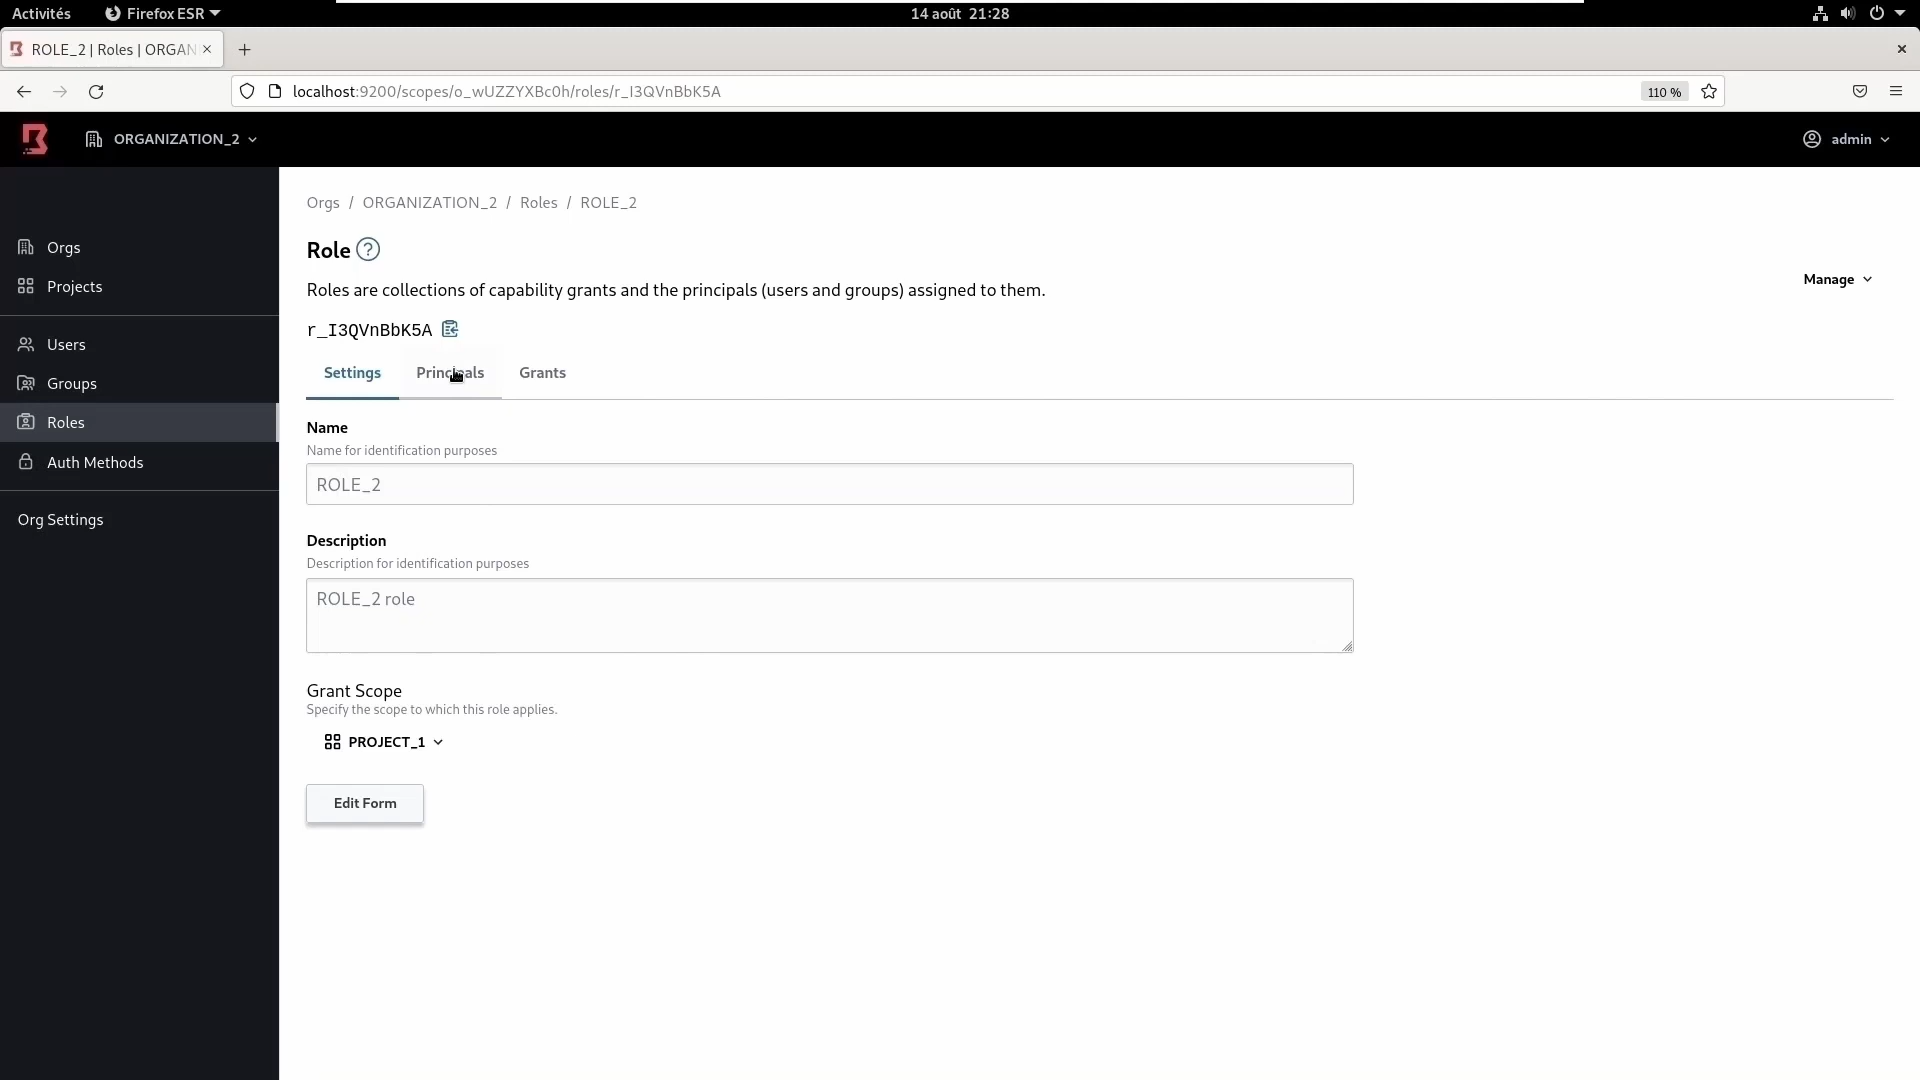 Activités
Firefox ESR
14 août 21:28
ROLE_2 | Roles | ORGAN
localhost:9200/scopes/o_wUZZYXBc0h/roles/r_I3QVnBbK5A
110 %
ORGANIZATION_2
admin
Orgs
Projects
Users
Groups
Roles
Auth Methods
Org Settings
Orgs / ORGANIZATION_2 / Roles / ROLE_2
Role ?
Roles are collections of capability grants and the principals (users and groups) assigned to them.
Manage
r_I3QVnBbK5A
Settings
Principals
Grants
Name
Name for identification purposes
ROLE_2
Description
Description for identification purposes
ROLE_2 role
Grant Scope
Specify the scope to which this role applies.
PROJECT_1
Edit Form